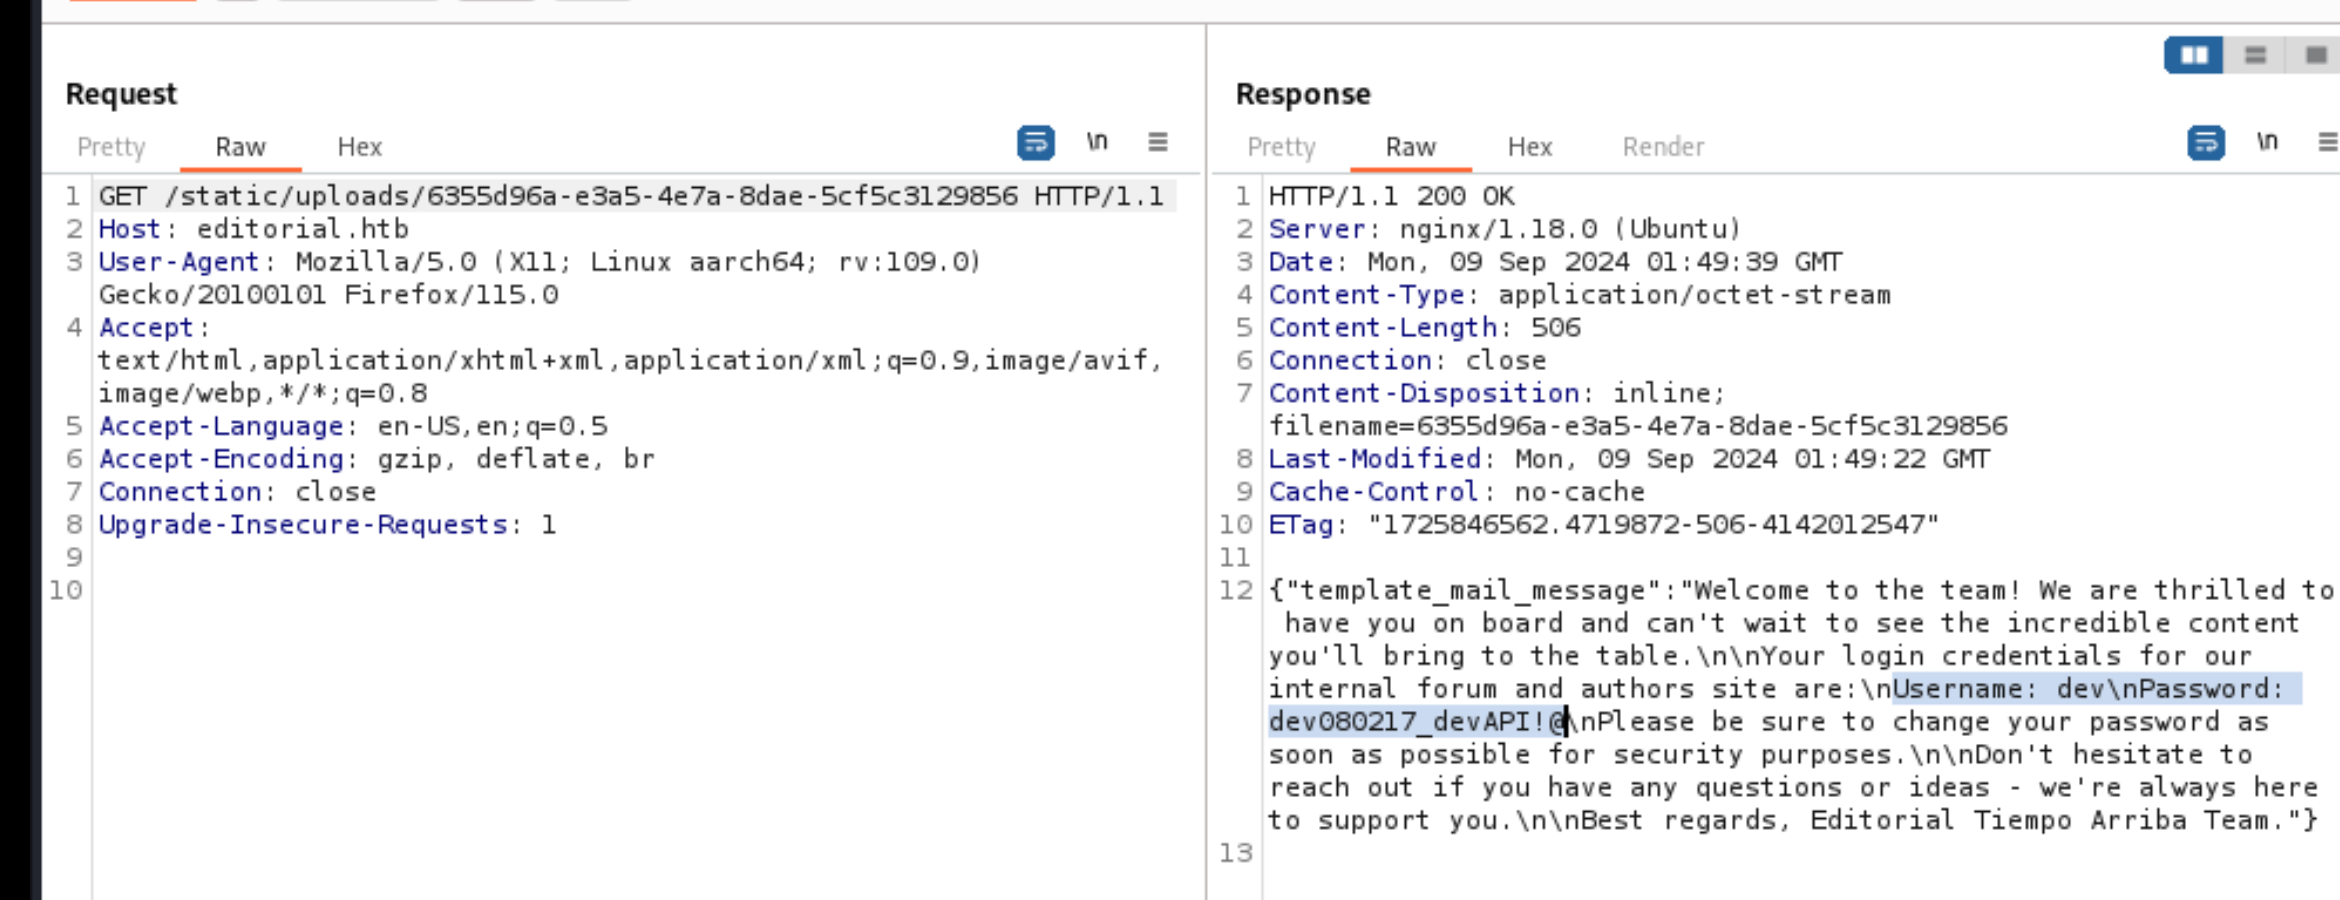 Request
Pretty Raw Hex \n
1 GET /static/uploads/6355d96a-e3a5-4e7a-8dae-5cf5c3129856 HTTP/1.1
2 Host: editorial.htb
3 User-Agent: Mozilla/5.0 (X11; Linux aarch64; rv:109.0)
Gecko/20100101 Firefox/115.0
4 Accept:
text/html,application/xhtml+xml,application/xml;q=0.9,image/avif,
image/webp,*/*;q=0.8
5 Accept-Language: en-US,en;q=0.5
6 Accept-Encoding: gzip, deflate, br
7 Connection: close
8 Upgrade-Insecure-Requests: 1
9
10
Response
Pretty Raw Hex Render \n
1 HTTP/1.1 200 OK
2 Server: nginx/1.18.0 (Ubuntu)
3 Date: Mon, 09 Sep 2024 01:49:39 GMT
4 Content-Type: application/octet-stream
5 Content-Length: 506
6 Connection: close
7 Content-Disposition: inline;
filename=6355d96a-e3a5-4e7a-8dae-5cf5c3129856
8 Last-Modified: Mon, 09 Sep 2024 01:49:22 GMT
9 Cache-Control: no-cache
10 ETag: "1725846562.4719872-506-4142012547"
11
12 {"template_mail_message":"Welcome to the team! We are thrilled to
have you on board and can't wait to see the incredible content
you'll bring to the table.\n\nYour login credentials for our
internal forum and authors site are:\nUsername: dev\nPassword:
dev080217_devAPI!@\nPlease be sure to change your password as
soon as possible for security purposes.\n\nDon't hesitate to
reach out if you have any questions or ideas - we're always here
to support you.\n\nBest regards, Editorial Tiempo Arriba Team."}
13